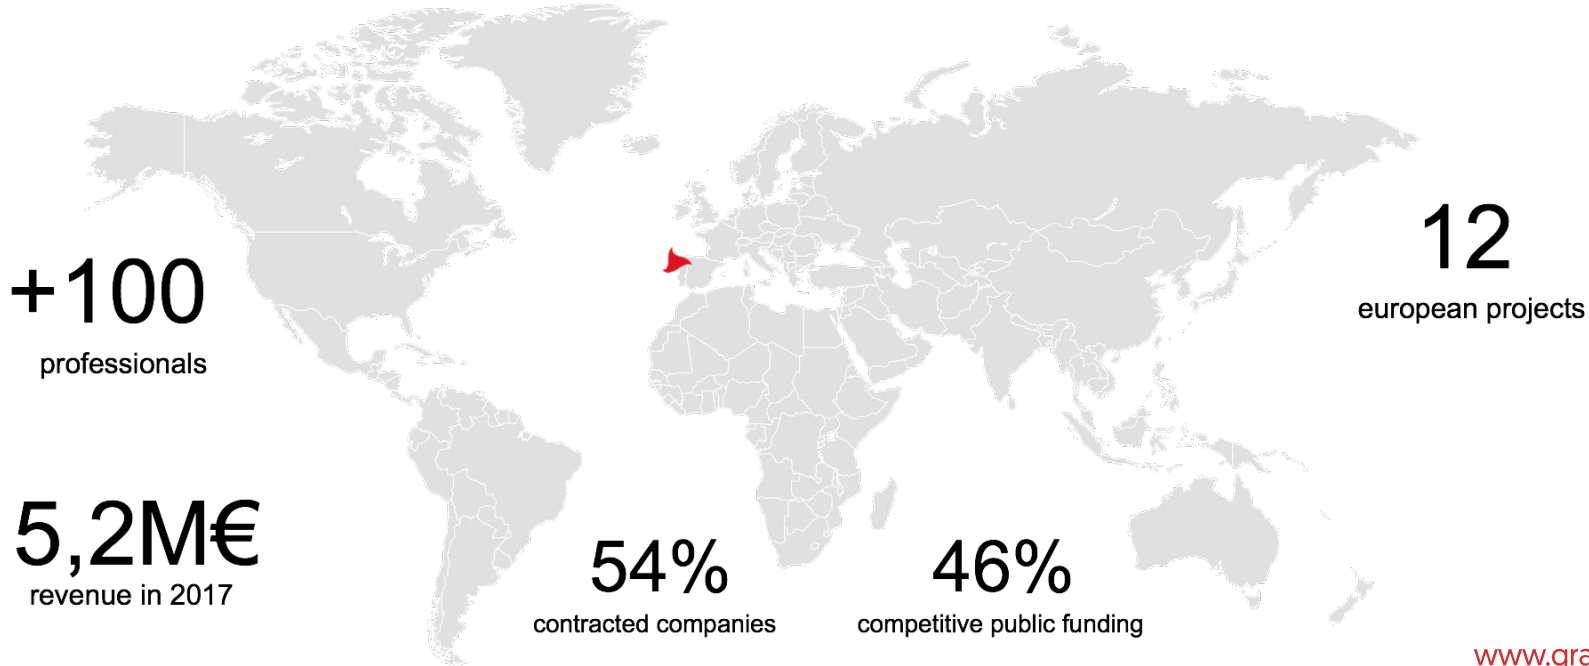 +100
professionals
12
european projects
5,2M€
revenue in 2017
54%
contracted companies
46%
competitive public funding